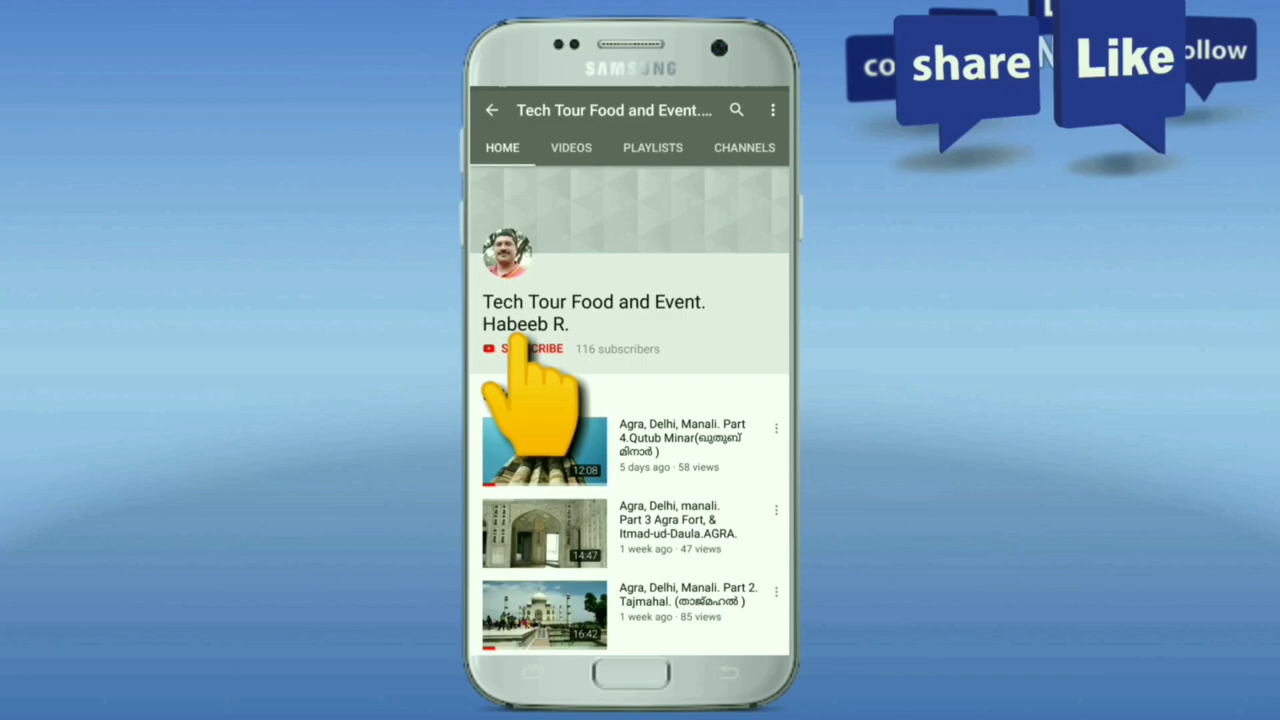 share
Like
SAMSUNG
Tech Tour Food and Event....
HOME VIDEOS PLAYLISTS CHANNELS
Tech Tour Food and Event.
Habeeb R.
116 subscribers
Agra, Delhi, Manali. Part
4.Qutub Minar(ഖുതുബ്
മിനാർ )
5 days ago · 58 views
12:08
Agra, Delhi, manali.
Part 3 Agra Fort, &
Itmad-ud-Daula.AGRA.
1 week ago · 47 views
14:47
Agra, Delhi, Manali. Part 2.
Tajmahal. (താജ്മഹൽ )
1 week ago · 85 views
16:42